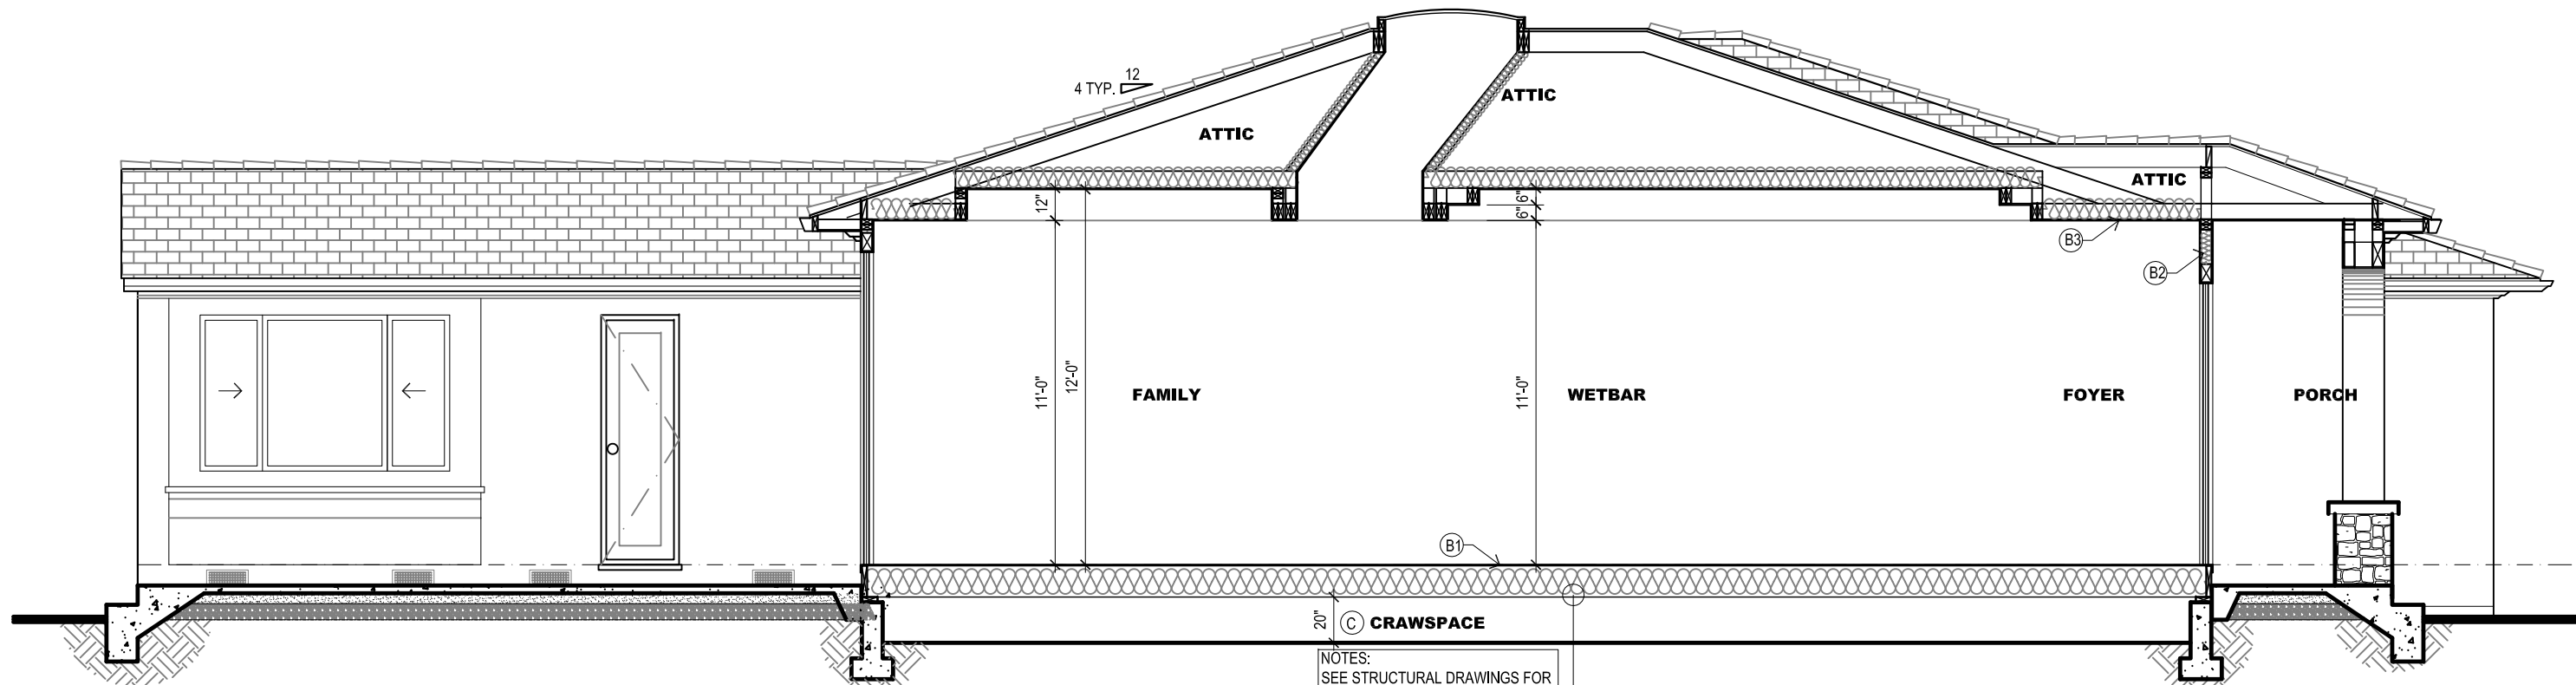 12
4 TYP.
ATTIC
ATTIC
ATTIC
12"
6" 6"
B3
B2
11'-0"
12'-0"
11'-0"
FAMILY
WETBAR
FOYER
PORCH
B1
20"
C CRAWSPACE
NOTES:
SEE STRUCTURAL DRAWINGS FOR